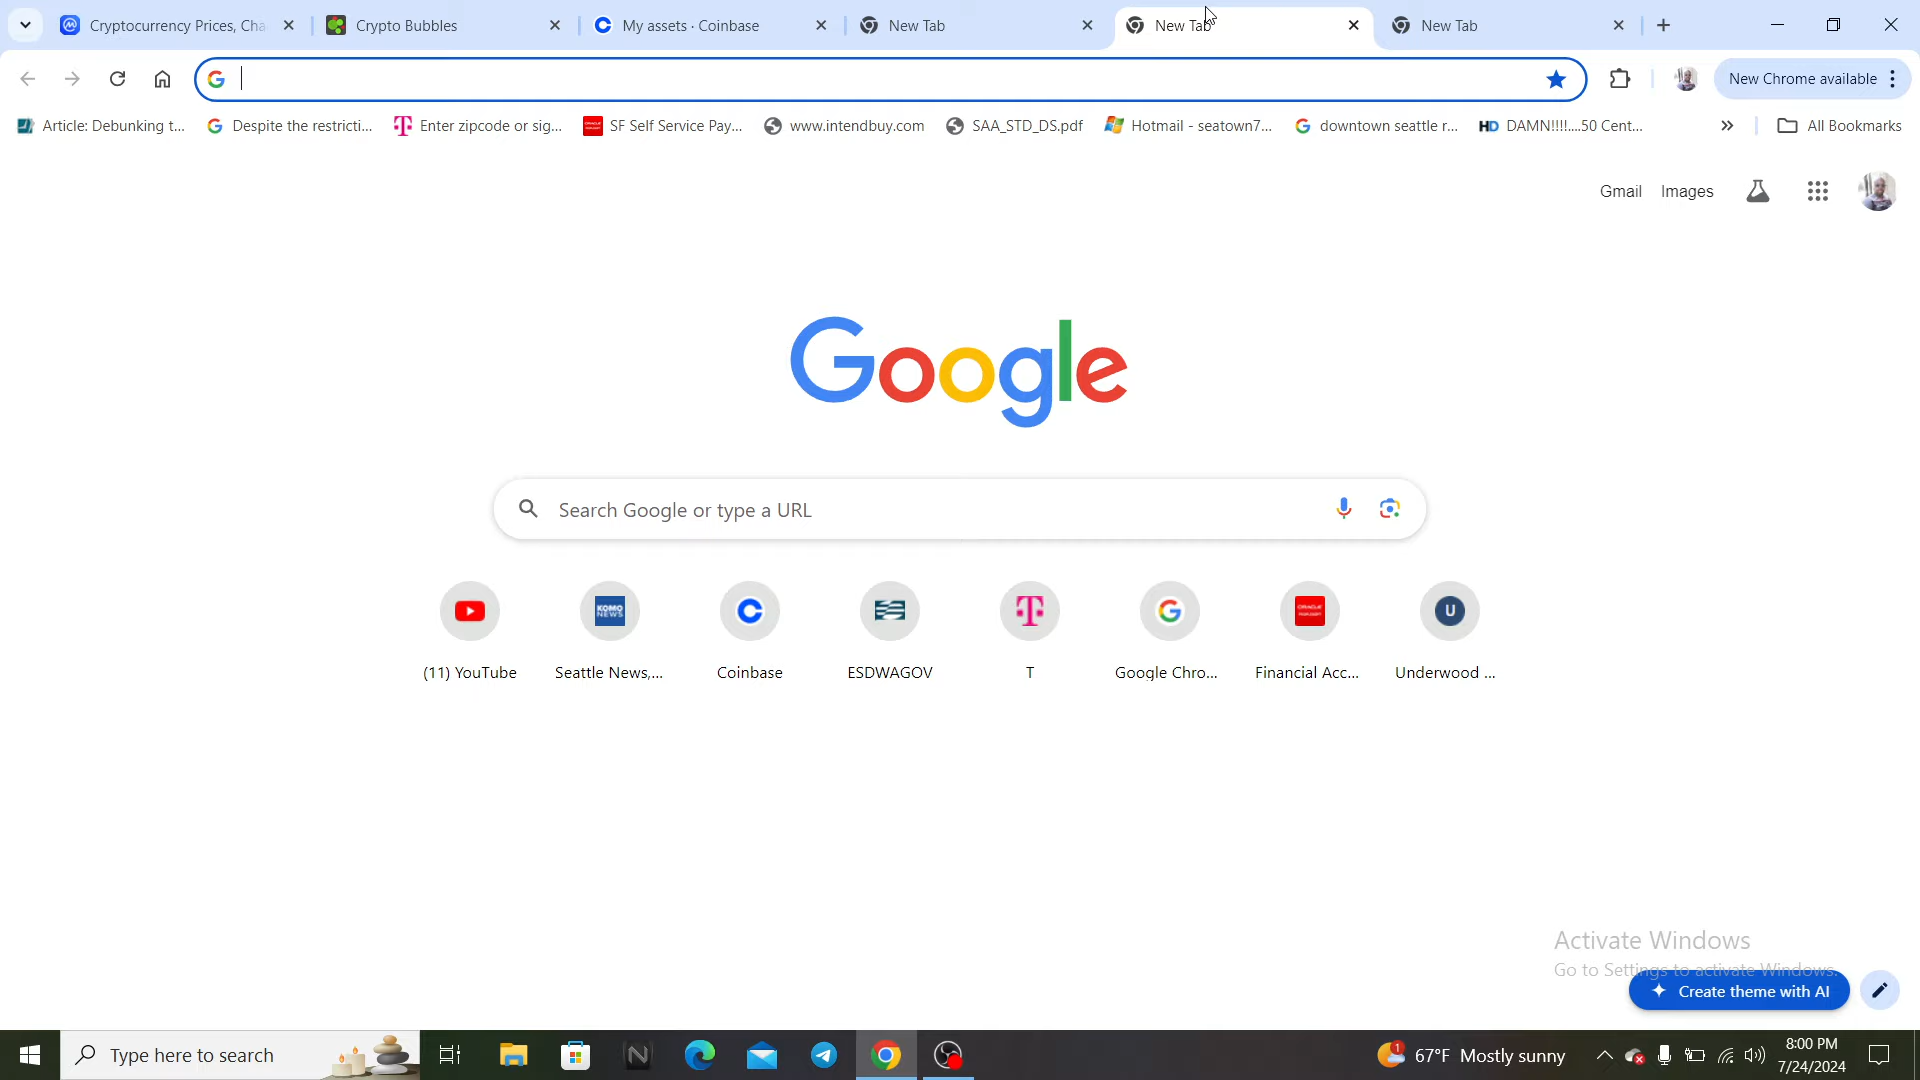 Cryptocurrency Prices, Cha
Crypto Bubbles
My assets · Coinbase
New Tab
New Tab
New Tab
New Chrome available
Article: Debunking t...
Despite the restricti...
Enter zipcode or sig...
SF Self Service Pay...
www.intendbuy.com
SAA_STD_DS.pdf
Hotmail - seatown7...
downtown seattle r...
HD DAMN!!!!....50 Cent...
All Bookmarks
Gmail
Images
Google
Search Google or type a URL
(11) YouTube
KOMO NEWS
Seattle News,...
Coinbase
ESDWAGOV
T
Google Chro...
Financial Acc...
U
Underwood ...
Activate Windows
Go to Settings to activate Windows.
Create theme with AI
Type here to search
1
67°F Mostly sunny
8:00 PM
7/24/2024